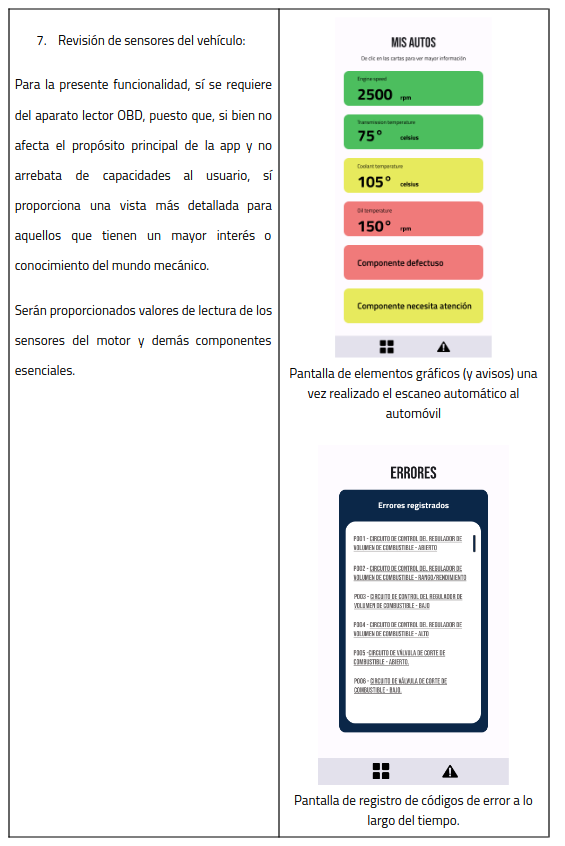 7. Revisión de sensores del vehículo:
Para la presente funcionalidad, sí se requiere
del aparato lector OBD, puesto que, si bien no
afecta el propósito principal de la app y no
arrebata de capacidades al usuario, sí
proporciona una vista más detallada para
aquellos que tienen un mayor interés o
conocimiento del mundo mecánico.
Serán proporcionados valores de lectura de los
sensores del motor y demás componentes
esenciales.
MIS AUTOS
De clic en las cartas para ver mayor información
Engine speed
2500 rpm
Transmission temperature
75° celsius
Coolant temperature
105° celsius
Oil temperature
150° rpm
Componente defectuso
Componente necesita atención
Pantalla de elementos gráficos (y avisos) una
vez realizado el escaneo automático al
automóvil
ERRORES
Errores registrados
P001 - CIRCUITO DE CONTROL DEL REGULADOR DE
VOLUMEN DE COMBUSTIBLE - ABIERTO
P002 - CIRCUITO DE CONTROL DEL REGULADOR DE
VOLUMEN DE COMBUSTIBLE - RANGO/RENDIMIENTO
P003 - CIRCUITO DE CONTROL DEL REGULADOR DE
VOLUMEN DE COMBUSTIBLE - BAJO
P004 - CIRCUITO DE CONTROL DEL REGULADOR DE
VOLUMEN DE COMBUSTIBLE - ALTO
P005 -CIRCUITO DE VÁLVULA DE CORTE DE
COMBUSTIBLE - ABIERTO.
P006 - CIRCUITO DE VÁLVULA DE CORTE DE
COMBUSTIBLE - BAJO.
Pantalla de registro de códigos de error a lo
largo del tiempo.